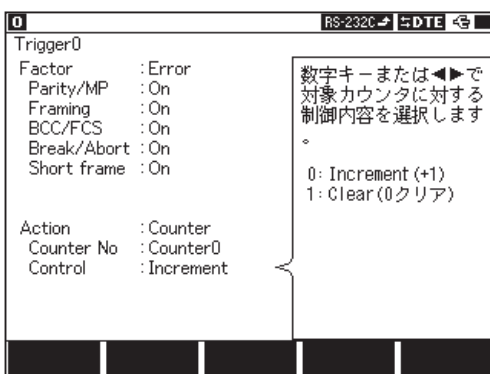 0 RS-232C DTE
Trigger0
Factor :Error
Parity/MP :On
Framing :On
BCC/FCS :On
Break/Abort :On
Short frame :On
Action :Counter
Counter No :Counter0
Control :Increment
数字キーまたは◀▶で
対象カウンタに対する
制御内容を選択します
。
0: Increment(+1)
1: Clear(0クリア)